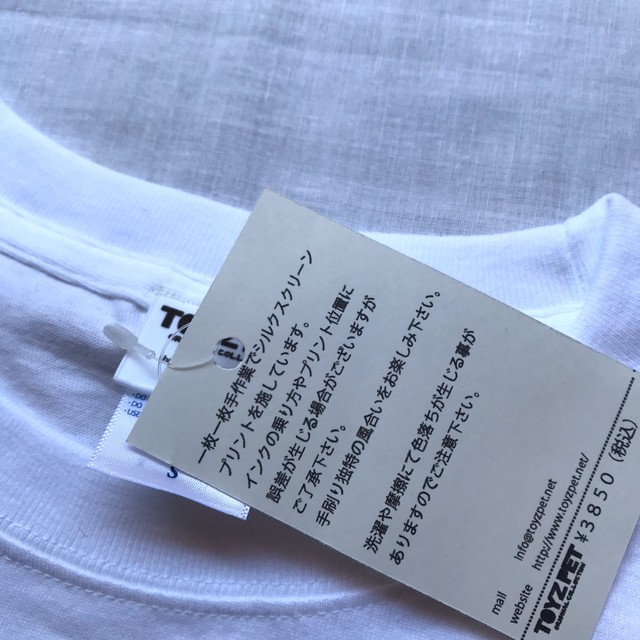 一枚一枚手作業でシルクスクリーン
プリントを施しています。
インクの乗り方やプリント位置に
誤差が生じる場合がございますが
ご了承下さい。
手刷り独特の風合いをお楽しみ下さい。
洗濯や摩擦にて色落ちが生じる事が
ありますのでご注意下さい。
mail info@toyzpet.net
website http//www.toyzpet.net/
TOYZPET
¥3850(税込)
TO
S